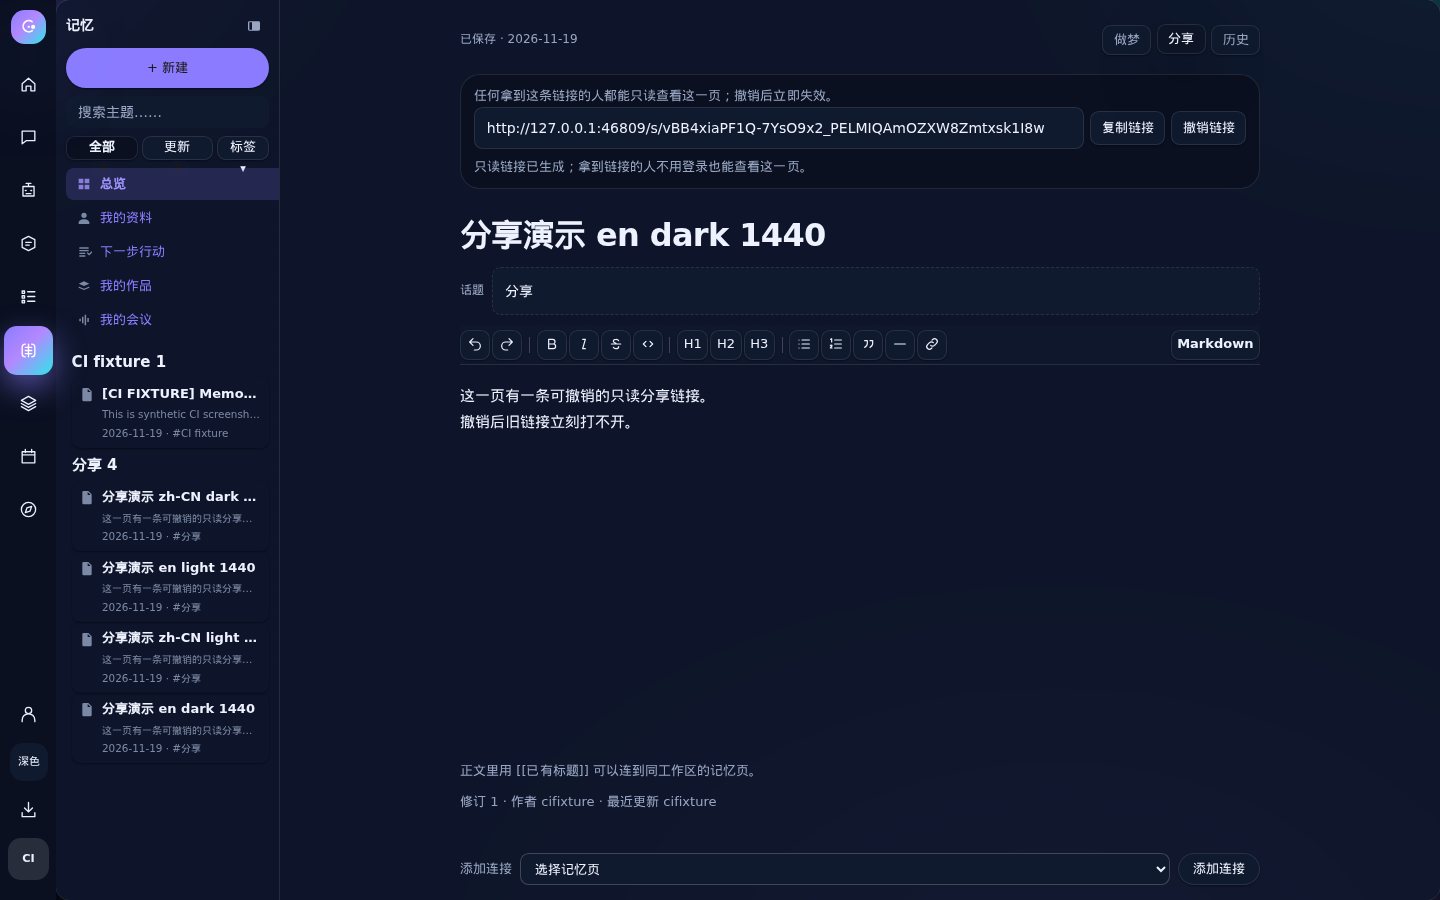 记忆
+ 新建
搜索主题……
全部
更新
标签
▼
总览
我的资料
下一步行动
我的作品
我的会议
CI fixture 1
[CI FIXTURE] Memo…
This is synthetic CI screensh…
2026-11-19 · #CI fixture
分享 4
分享演示 zh-CN dark …
这一页有一条可撤销的只读分享…
2026-11-19 · #分享
分享演示 en light 1440
这一页有一条可撤销的只读分享…
2026-11-19 · #分享
分享演示 zh-CN light …
这一页有一条可撤销的只读分享…
2026-11-19 · #分享
分享演示 en dark 1440
这一页有一条可撤销的只读分享…
2026-11-19 · #分享
深色
CI
已保存 · 2026-11-19
做梦
分享
历史
任何拿到这条链接的人都能只读查看这一页；撤销后立即失效。
http://127.0.0.1:46809/s/vBB4xiaPF1Q-7YsO9x2_PELMIQAmOZXW8Zmtxsk1I8w
复制链接
撤销链接
只读链接已生成；拿到链接的人不用登录也能查看这一页。
分享演示 en dark 1440
话题
分享
B
I
S
H1
H2
H3
Markdown
这一页有一条可撤销的只读分享链接。
撤销后旧链接立刻打不开。
正文里用 [[已有标题]] 可以连到同工作区的记忆页。
修订 1 · 作者 cifixture · 最近更新 cifixture
添加连接
选择记忆页
添加连接